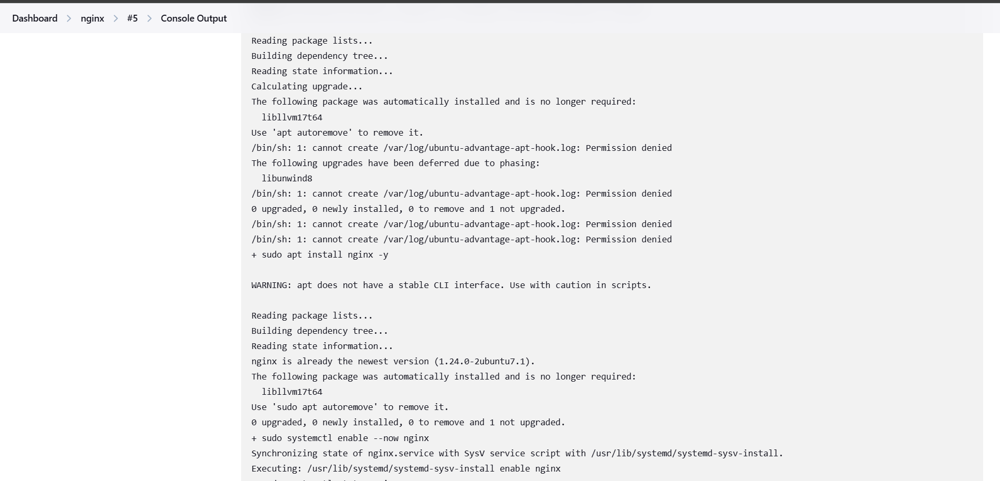 Dashboard > nginx > #5 > Console Output
Reading package lists...
Building dependency tree...
Reading state information...
Calculating upgrade...
The following package was automatically installed and is no longer required:
  libllvm17t64
Use 'apt autoremove' to remove it.
/bin/sh: 1: cannot create /var/log/ubuntu-advantage-apt-hook.log: Permission denied
The following upgrades have been deferred due to phasing:
  libunwind8
/bin/sh: 1: cannot create /var/log/ubuntu-advantage-apt-hook.log: Permission denied
0 upgraded, 0 newly installed, 0 to remove and 1 not upgraded.
/bin/sh: 1: cannot create /var/log/ubuntu-advantage-apt-hook.log: Permission denied
/bin/sh: 1: cannot create /var/log/ubuntu-advantage-apt-hook.log: Permission denied
+ sudo apt install nginx -y
WARNING: apt does not have a stable CLI interface. Use with caution in scripts.
Reading package lists...
Building dependency tree...
Reading state information...
nginx is already the newest version (1.24.0-2ubuntu7.1).
The following package was automatically installed and is no longer required:
  libllvm17t64
Use 'sudo apt autoremove' to remove it.
0 upgraded, 0 newly installed, 0 to remove and 1 not upgraded.
+ sudo systemctl enable --now nginx
Synchronizing state of nginx.service with SysV service script with /usr/lib/systemd/systemd-sysv-install.
Executing: /usr/lib/systemd/systemd-sysv-install enable nginx